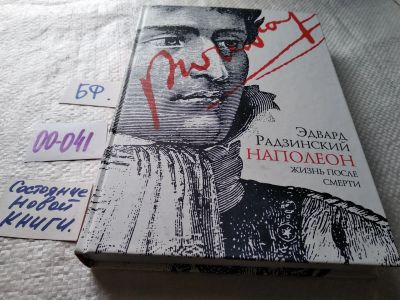 БФ.
00-041
Состояние
новой
книги.
ЭДВАРД
РАДЗИНСКИЙ
НАПОЛЕОН
ЖИЗНЬ ПОСЛЕ
СМЕРТИ